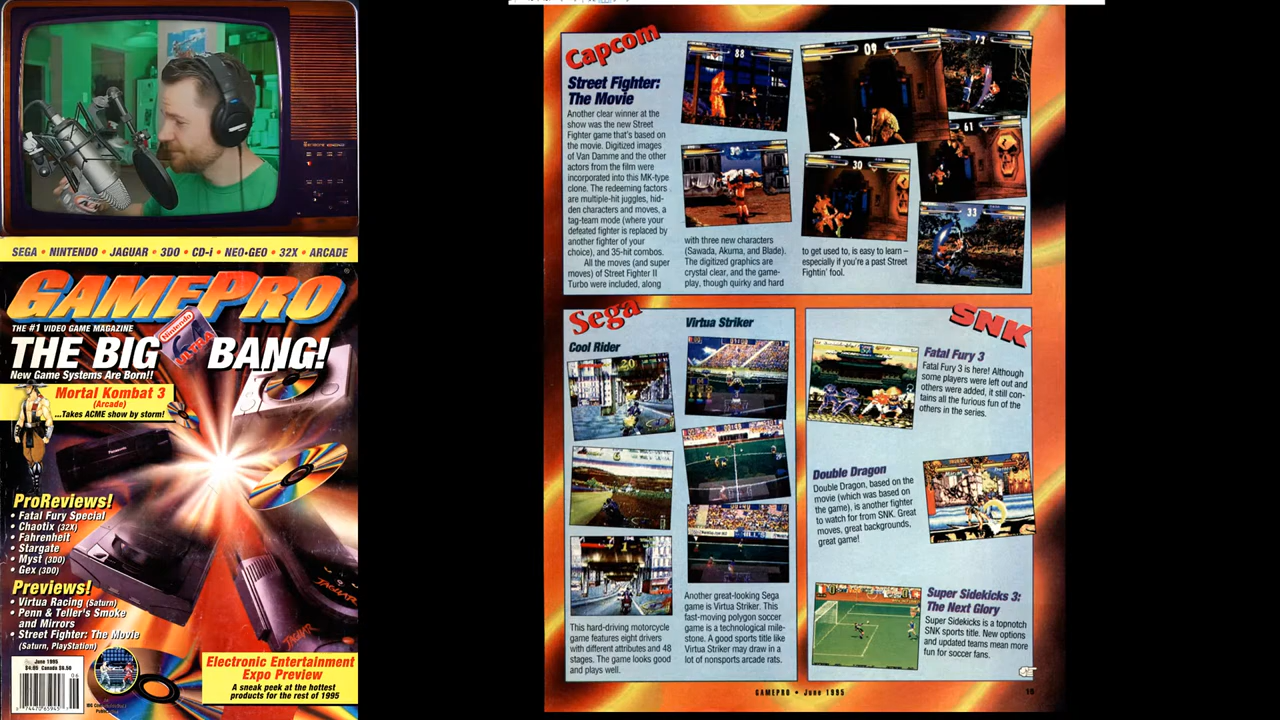 SEGA • NINTENDO • JAGUAR • 3DO • CD-i • NEO•GEO • 32X • ARCADE
GAMEPRO
THE #1 VIDEO GAME MAGAZINE
Nintendo
ULTRA
THE BIG BANG!
New Game Systems Are Born!!
Mortal Kombat 3
(Arcade)
...Takes ACME show by storm!
ProReviews!
• Fatal Fury Special
• Chaotix (32X)
• Fahrenheit
• Stargate
• Myst (3DO)
• Gex (3DO)
Previews!
• Virtua Racing (Saturn)
• Penn & Teller's Smoke
and Mirrors
• Street Fighter: The Movie
(Saturn, PlayStation)
June 1995
$4.95 Canada $6.50
Electronic Entertainment
Expo Preview
A sneak peek at the hottest
products for the rest of 1995
JAGUAR
Capcom
Street Fighter:
The Movie
Another clear winner at the
show was the new Street
Fighter game that's based on
the movie. Digitized images
of Van Damme and the other
actors from the film were
incorporated into this MK-type
clone. The redeeming factors
are multiple-hit juggles, hid-
den characters and moves, a
tag-team mode (where your
defeated fighter is replaced by
another fighter of your
choice), and 35-hit combos.
All the moves (and super
moves) of Street Fighter II
Turbo were included, along
with three new characters
(Sawada, Akuma, and Blade).
The digitized graphics are
crystal clear, and the game-
play, though quirky and hard
to get used to, is easy to learn –
especially if you're a past Street
Fightin' fool.
88
09
72
61
30
33
Sega
Cool Rider
This hard-driving motorcycle
game features eight drivers
with different attributes and 48
stages. The game looks good
and plays well.
Virtua Striker
Another great-looking Sega
game is Virtua Striker. This
fast-moving polygon soccer
game is a technological mile-
stone. A good sports title like
Virtua Striker may draw in a
lot of nonsports arcade rats.
SNK
Fatal Fury 3
Fatal Fury 3 is here! Although
some players were left out and
others were added, it still con-
tains all the furious fun of the
others in the series.
Double Dragon
Double Dragon, based on the
movie (which was based on
the game), is another fighter
to watch for from SNK. Great
moves, great backgrounds,
great game!
Super Sidekicks 3:
The Next Glory
Super Sidekicks is a topnotch
SNK sports title. New options
and updated teams mean more
fun for soccer fans.
GAMEPRO • June 1995